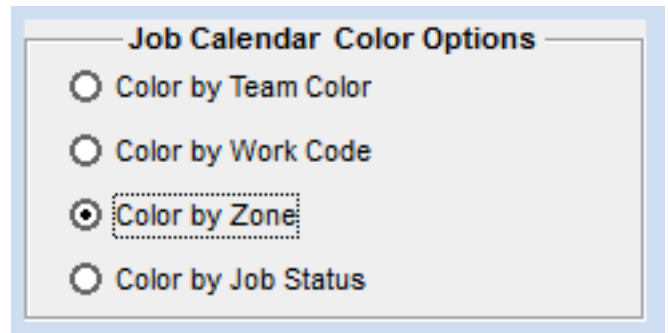 Job Calendar Color Options
Color by Team Color
Color by Work Code
Color by Zone
Color by Job Status